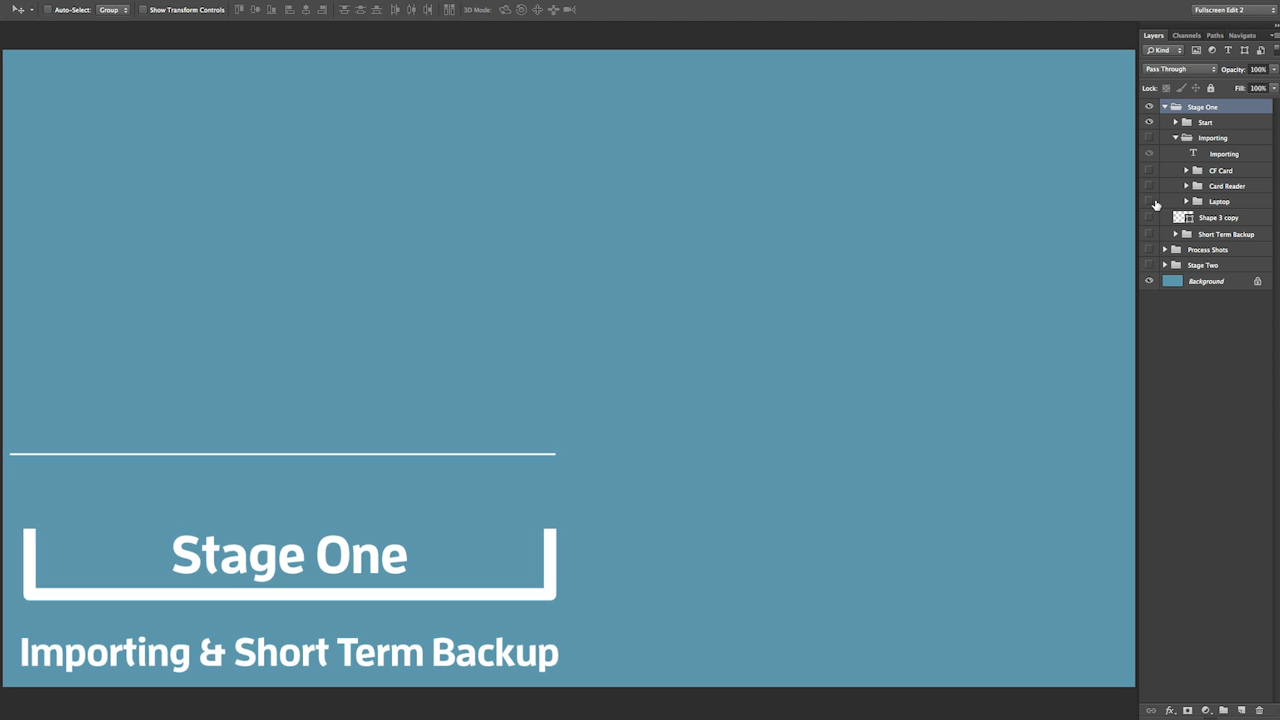 Auto-Select: Group Show Transform Controls 3D Mode: Fullscreen Edit 2
Layers Channels Paths Navigate
Kind T
Pass Through Opacity: 100%
Lock: Fill: 100%
Stage One
Start
Importing
T Importing
CF Card
Card Reader
Laptop
Shape 3 copy
Short Term Backup
Process Shots
Stage Two
Background
Stage One
Importing & Short Term Backup
fx